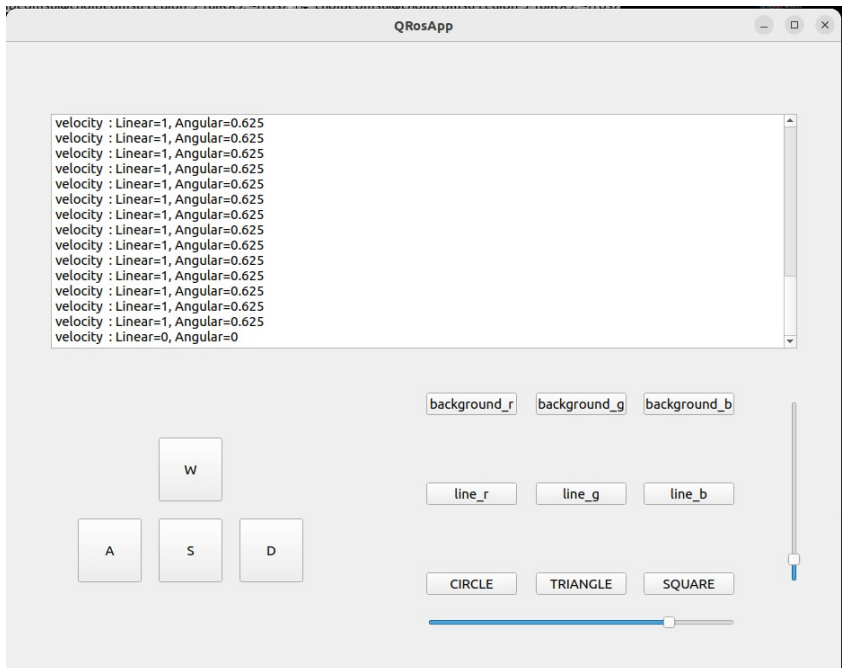 QRosApp
velocity : Linear=1, Angular=0.625
velocity : Linear=1, Angular=0.625
velocity : Linear=1, Angular=0.625
velocity : Linear=1, Angular=0.625
velocity : Linear=1, Angular=0.625
velocity : Linear=1, Angular=0.625
velocity : Linear=1, Angular=0.625
velocity : Linear=1, Angular=0.625
velocity : Linear=1, Angular=0.625
velocity : Linear=1, Angular=0.625
velocity : Linear=1, Angular=0.625
velocity : Linear=1, Angular=0.625
velocity : Linear=1, Angular=0.625
velocity : Linear=1, Angular=0.625
velocity : Linear=0, Angular=0
background_r background_g background_b
W
line_r line_g line_b
A S D
CIRCLE TRIANGLE SQUARE